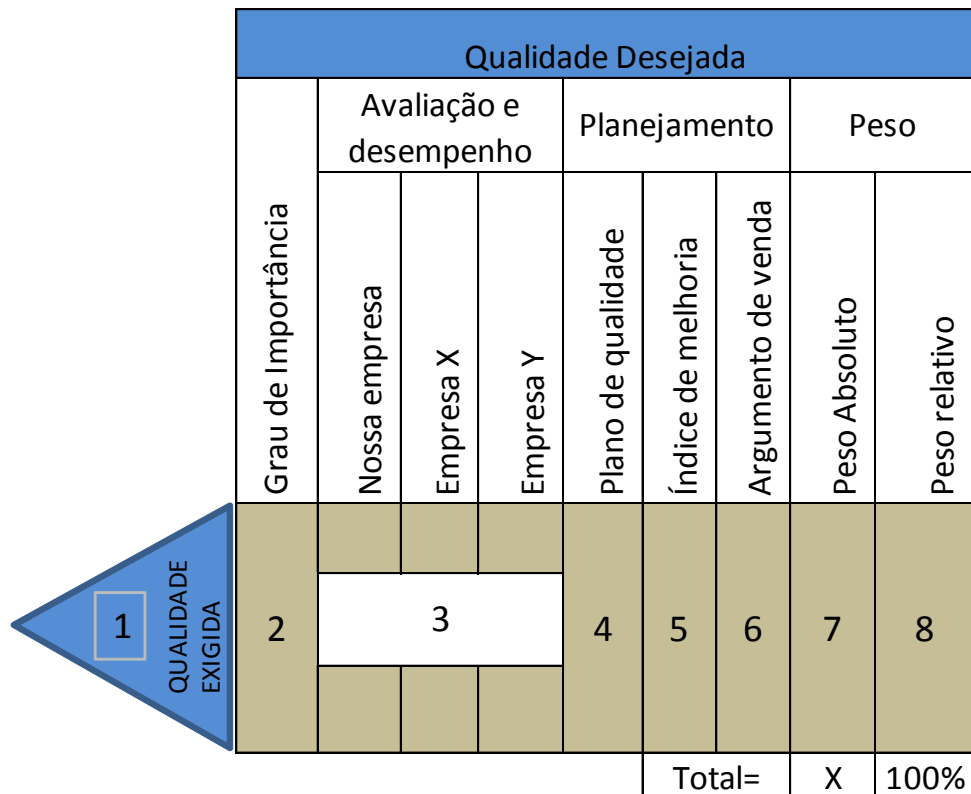 Qualidade Desejada
Avaliação e
desempenho
Planejamento
Peso
Grau de Importância
Nossa empresa
Empresa X
Empresa Y
Plano de qualidade
Índice de melhoria
Argumento de venda
Peso Absoluto
Peso relativo
1
QUALIDADE
EXIGIDA
2
3
4
5
6
7
8
Total=
X
100%